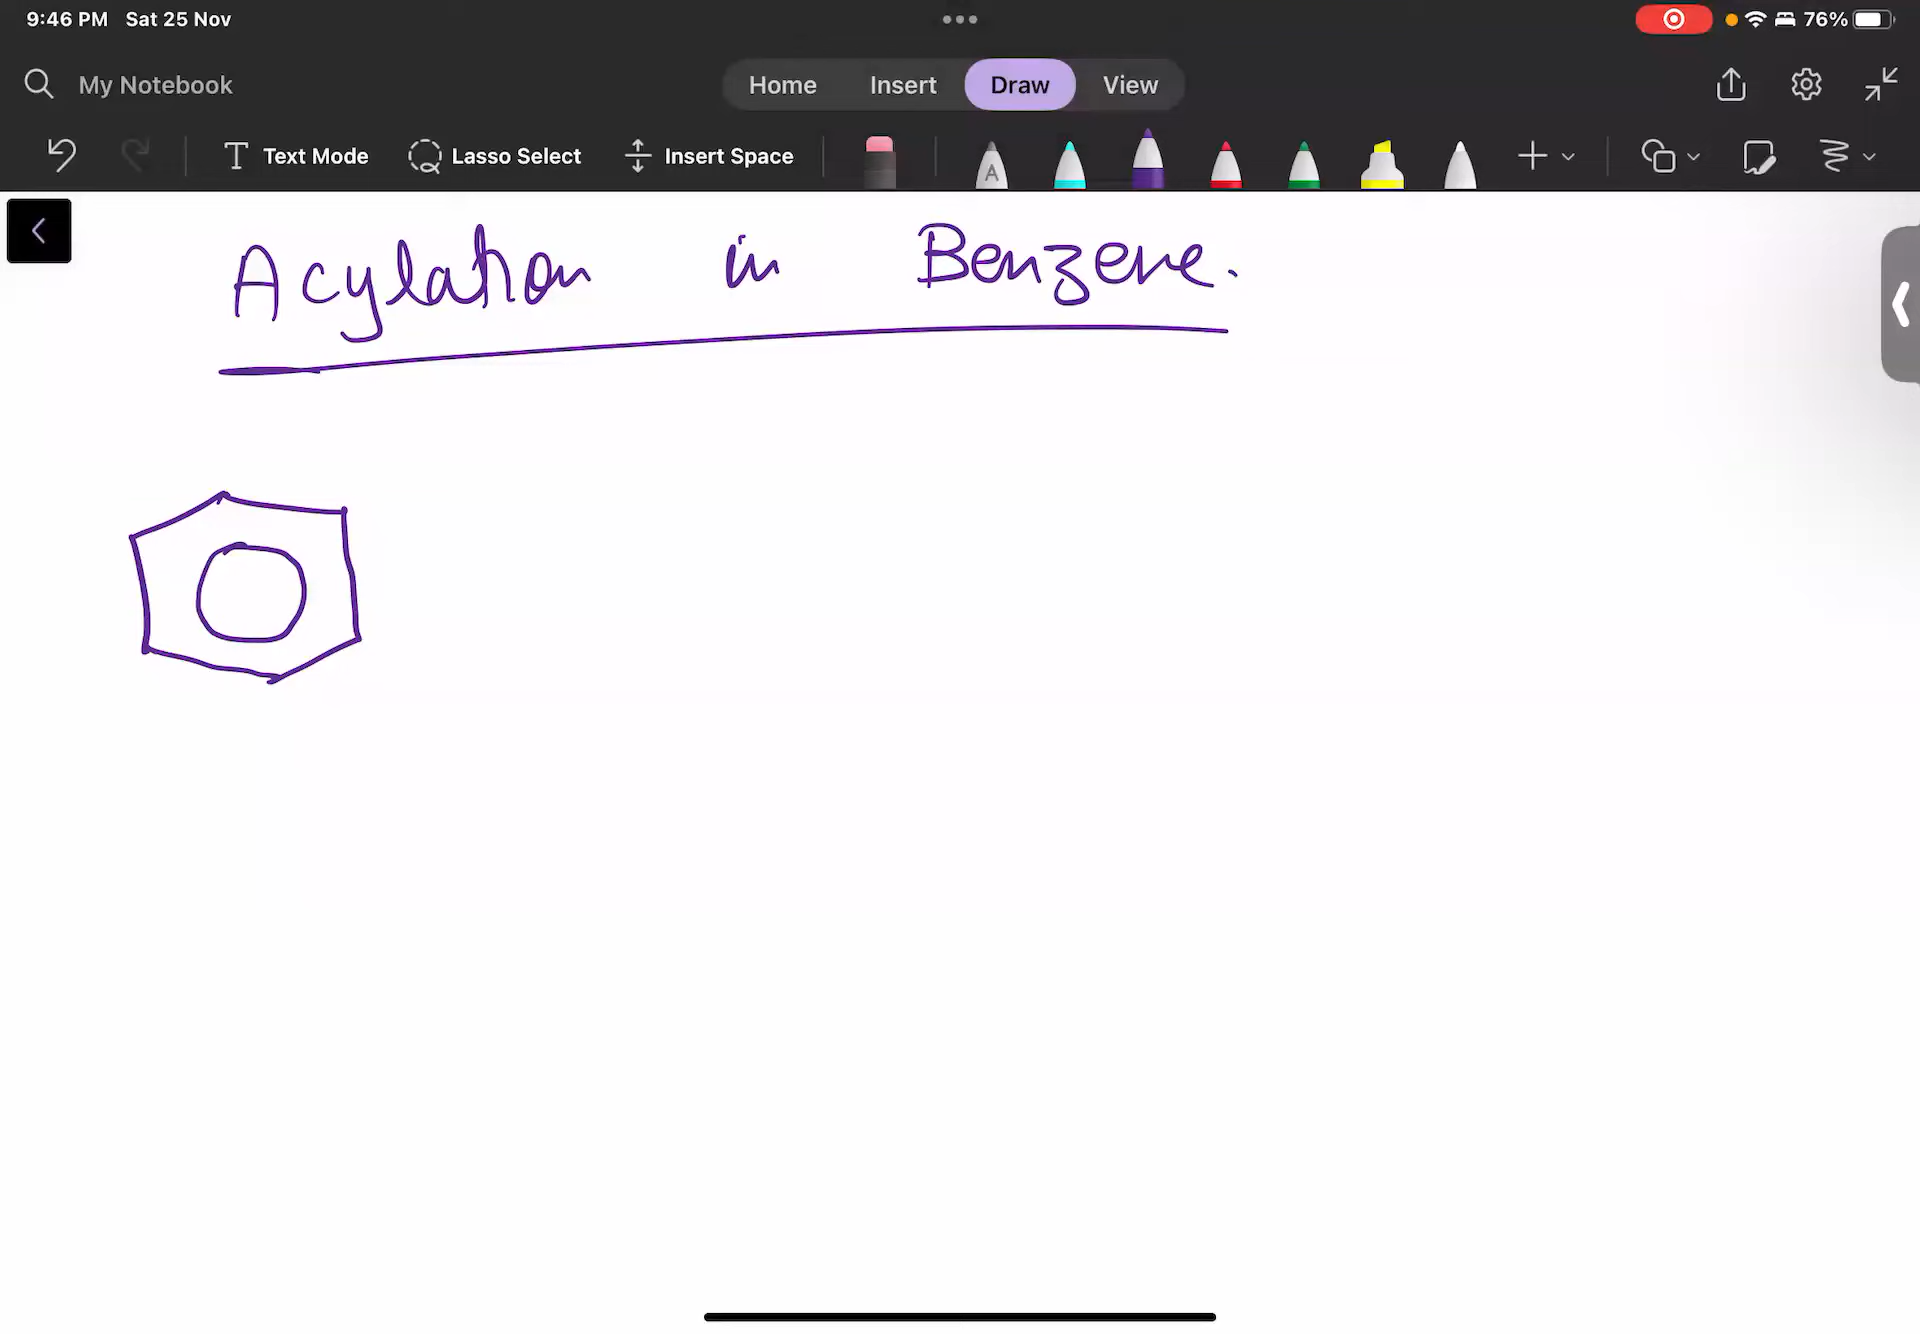 9:46 PM Sat 25 Nov
76%
My Notebook
Home Insert Draw View
Text Mode Lasso Select Insert Space A
Acylation in Benzene.